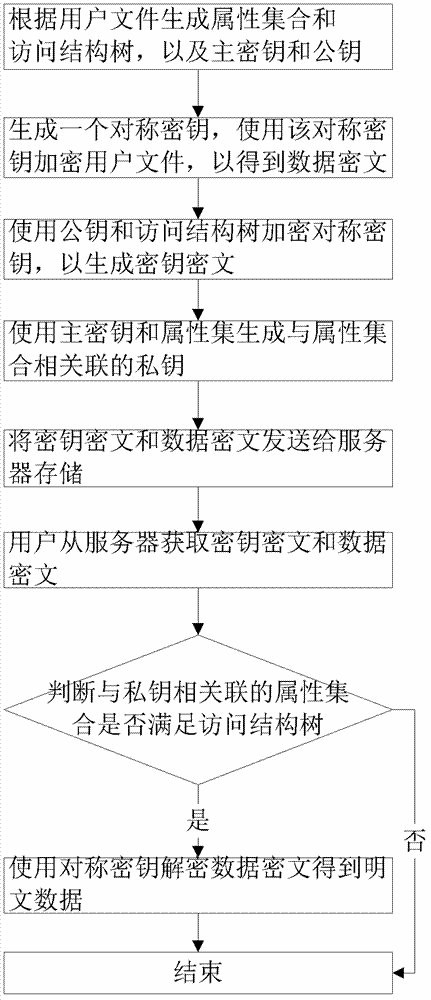 根据用户文件生成属性集合和
访问结构树，以及主密钥和公钥
生成一个对称密钥，使用该对称密
钥加密用户文件，以得到数据密文
使用公钥和访问结构树加密对称密
钥，以生成密钥密文
使用主密钥和属性集生成与属性集
合相关联的私钥
将密钥密文和数据密文发送给服务
器存储
用户从服务器获取密钥密文和数据
密文
判断与私钥相关联的属性集
合是否满足访问结构树
是
否
使用对称密钥解密数据密文得到明
文数据
结束